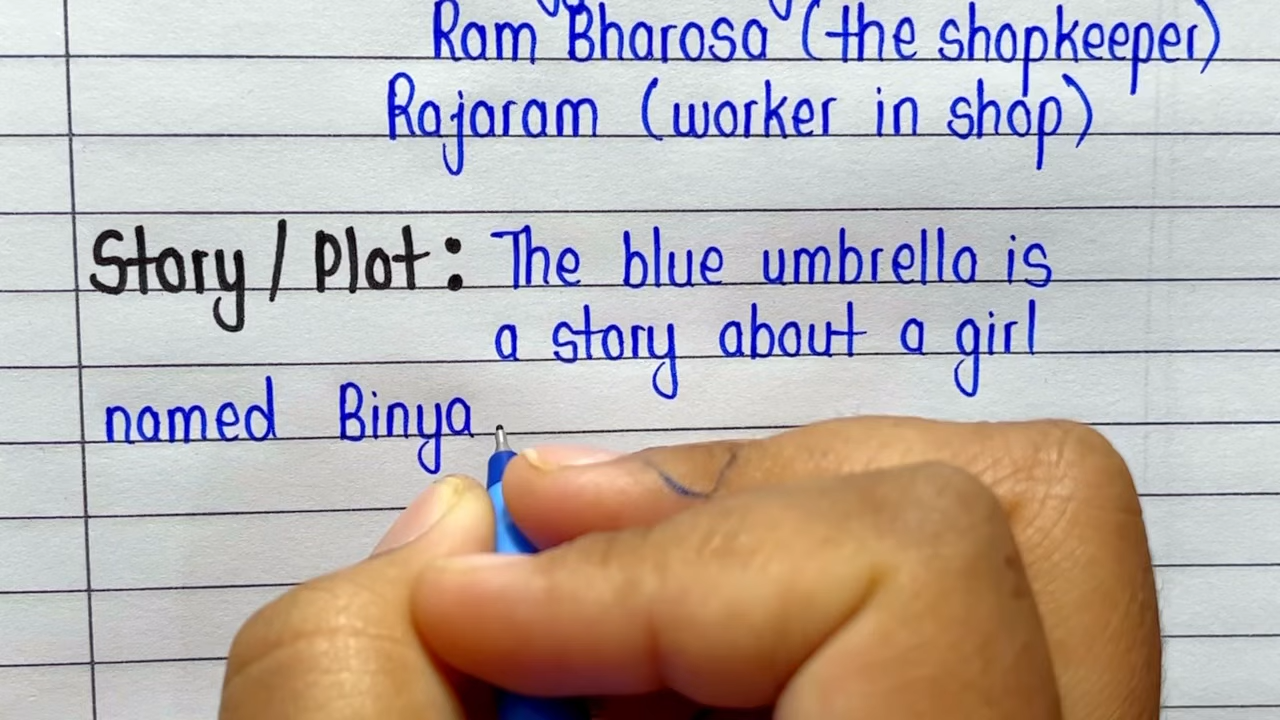 Ram Bharosa (the shopkeeper)
Rajaram (worker in shop)
Story / Plot: The blue umbrella is
a story about a girl
named Binya